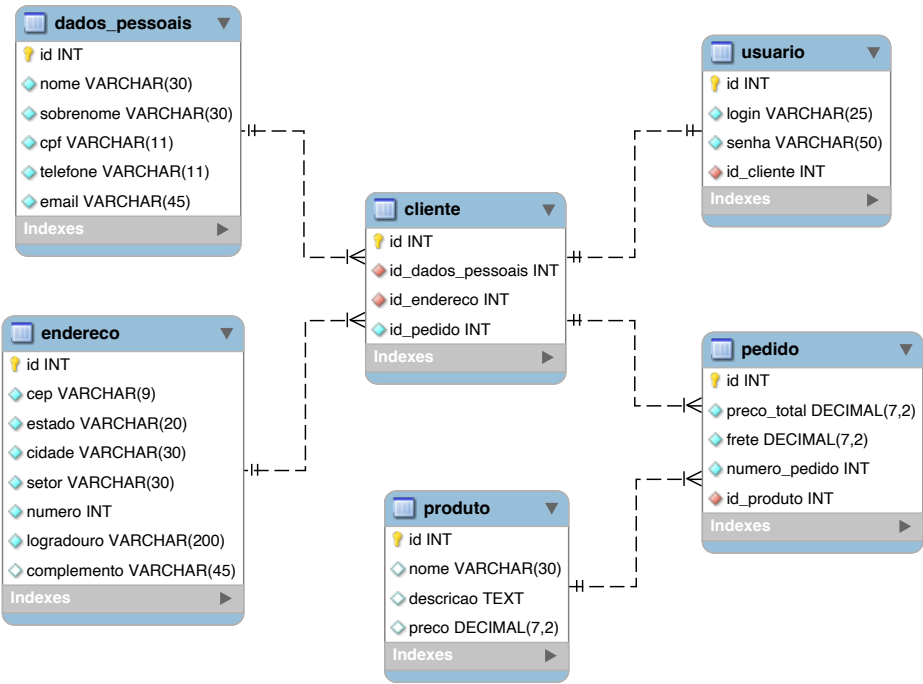 dados_pessoais
id INT
nome VARCHAR(30)
sobrenome VARCHAR(30)
cpf VARCHAR(11)
telefone VARCHAR(11)
email VARCHAR(45)
Indexes
usuario
id INT
login VARCHAR(25)
senha VARCHAR(50)
id_cliente INT
Indexes
cliente
id INT
id_dados_pessoais INT
id_endereco INT
id_pedido INT
Indexes
endereco
id INT
cep VARCHAR(9)
estado VARCHAR(20)
cidade VARCHAR(30)
setor VARCHAR(30)
numero INT
logradouro VARCHAR(200)
complemento VARCHAR(45)
Indexes
pedido
id INT
preco_total DECIMAL(7,2)
frete DECIMAL(7,2)
numero_pedido INT
id_produto INT
Indexes
produto
id INT
nome VARCHAR(30)
descricao TEXT
preco DECIMAL(7,2)
Indexes